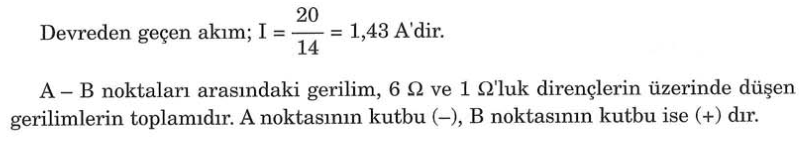 Devreden geçen akım; I = 20/14 = 1,43 A'dir.
A – B noktaları arasındaki gerilim, 6 Ω ve 1 Ω'luk dirençlerin üzerinde düşen
gerilimlerin toplamıdır. A noktasının kutbu (–), B noktasının kutbu ise (+) dır.